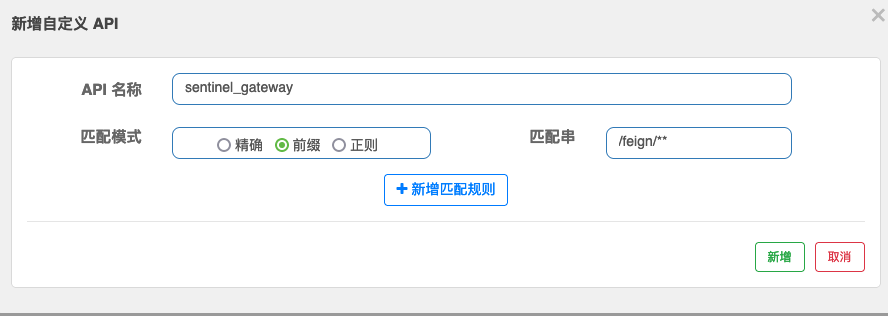 新增自定义 API
×
API 名称 sentinel_gateway
匹配模式 精确 前缀 正则 匹配串 /feign/**
+ 新增匹配规则
新增 取消